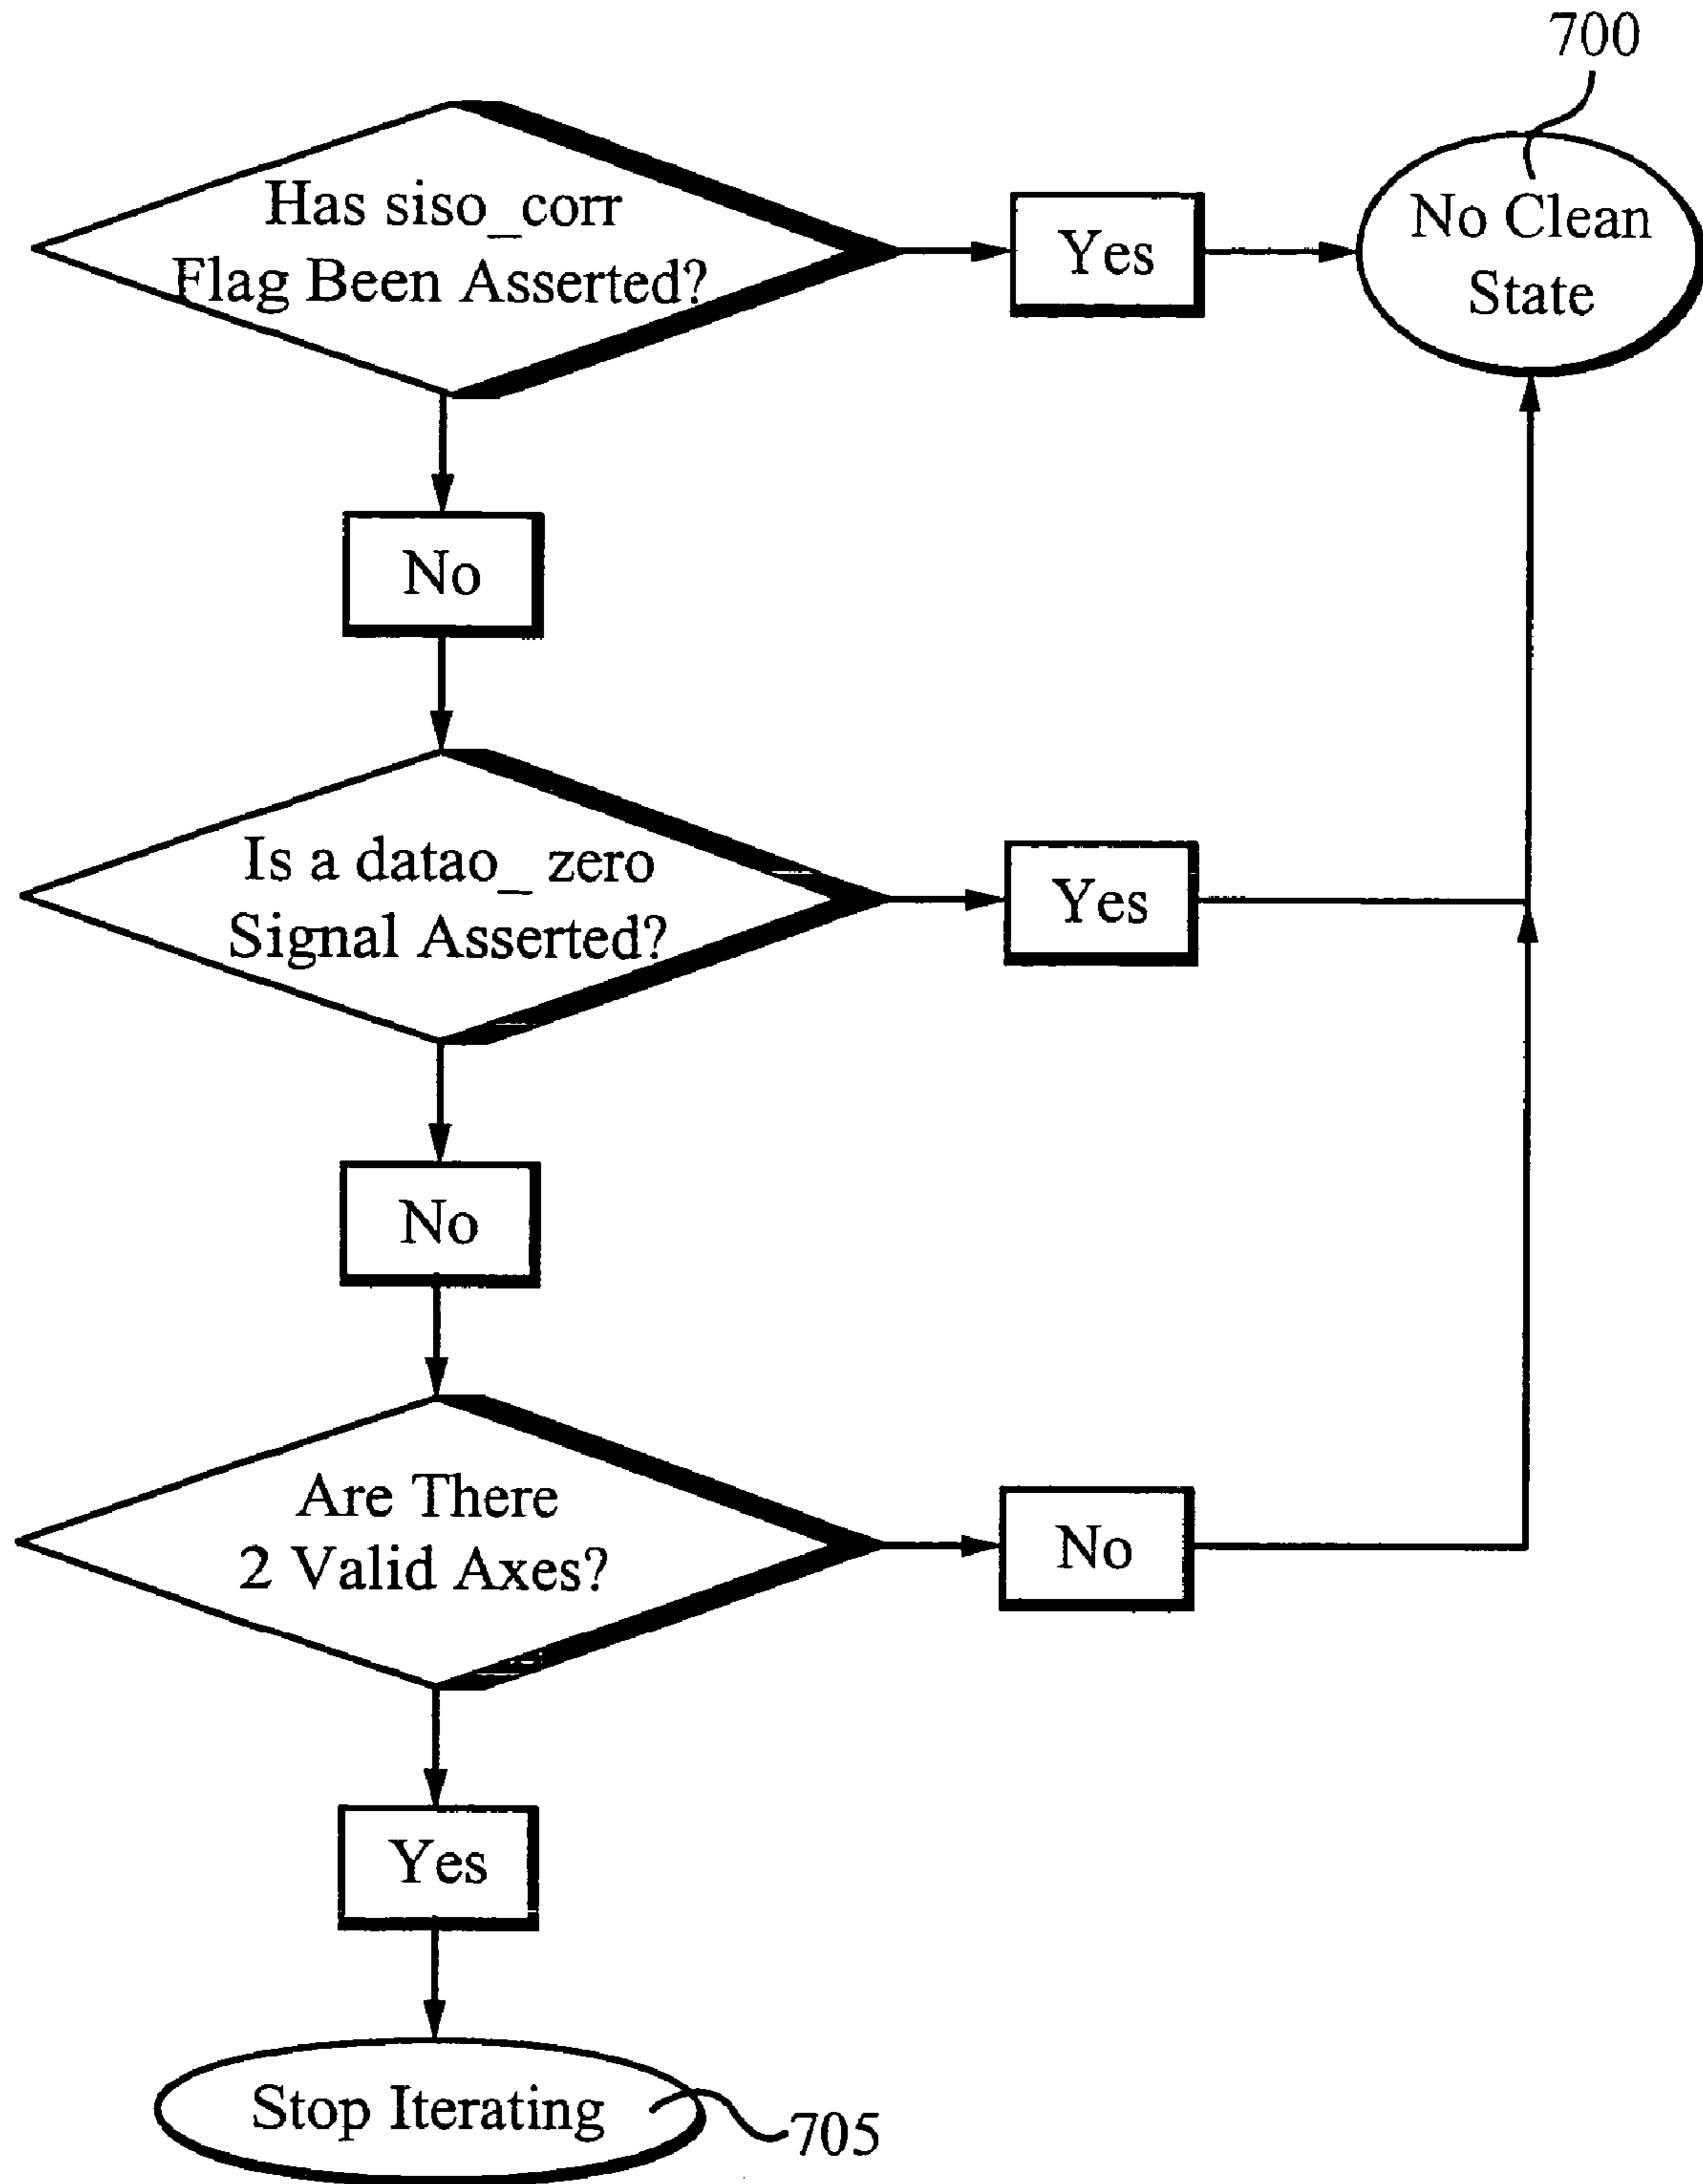 700
Has siso_corr
Flag Been Asserted?
Yes
No Clean
State
No
Is a datao_ zero
Signal Asserted?
Yes
No
Are There
2 Valid Axes?
No
Yes
Stop Iterating
705